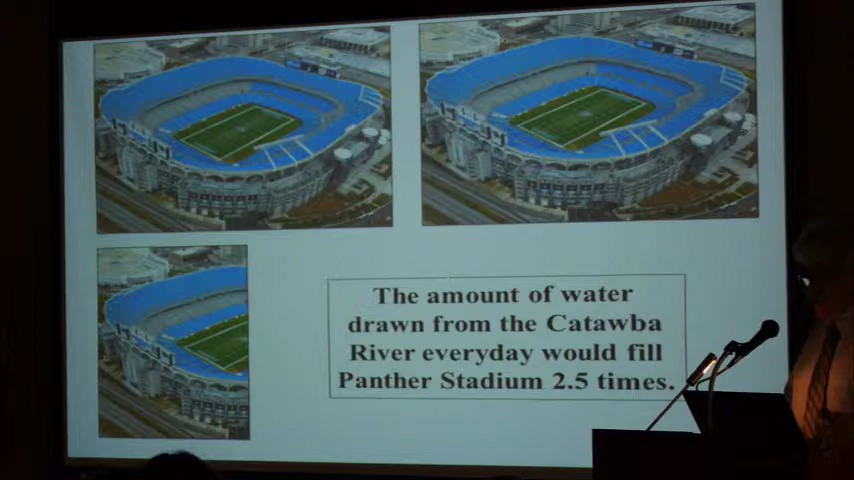 The amount of water
drawn from the Catawba
River everyday would fill
Panther Stadium 2.5 times.